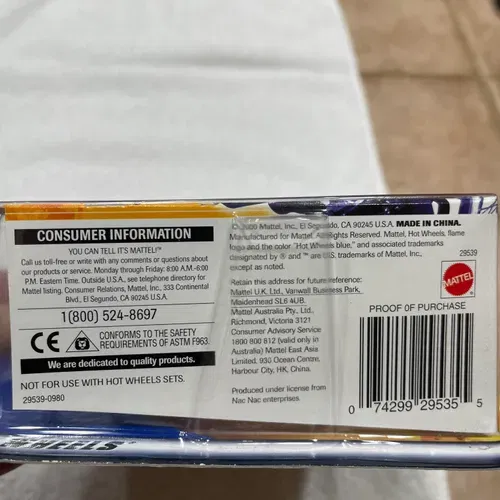 CONSUMER INFORMATION
YOU CAN TELL IT'S MATTEL!™
Call us toll-free or write with any comments or questions about
our products or service. Monday through Friday: 8:00 A.M.-6:00
P.M. Eastern Time. Outside U.S.A., see telephone directory for
Mattel listing. Consumer Relations, Mattel, Inc., 333 Continental
Blvd., El Segundo, CA 90245 U.S.A.
1(800) 524-8697
CE
CONFORMS TO THE SAFETY
REQUIREMENTS OF ASTM F963.
We are dedicated to quality products.
NOT FOR USE WITH HOT WHEELS SETS.
29539-0980
Mattel, Inc., El Segundo, CA 90245 U.S.A. MADE IN CHINA.
Manufactured for Mattel. All Rights Reserved. Mattel, Hot Wheels, flame
logo and the color "Hot Wheels blue," and associated trademarks
designated by ® and ™ are U.S. trademarks of Mattel, Inc.,
except as noted.
29539
Retain this address for future reference:
Mattel U.K. Ltd., Vanwall Business Park,
Maidenhead SL6 4UB.
Mattel Australia Pty. Ltd.,
Richmond, Victoria 3121
Consumer Advisory Service
1800 800 812 (valid only in
Australia) Mattel East Asia
Limited, 930 Ocean Centre,
Harbour City, HK, China.
Produced under license from
Nac Nac enterprises
MATTEL
PROOF OF PURCHASE
0 74299 29535 5
WHEELS